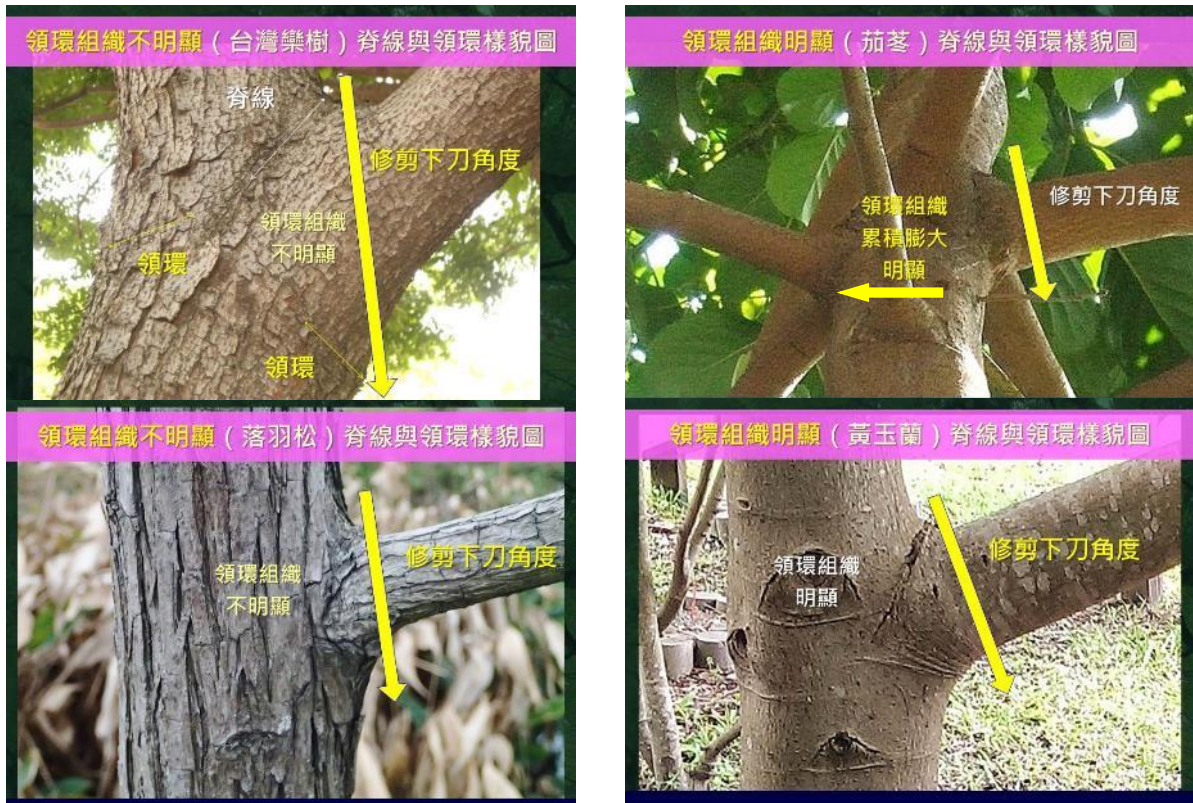 領環組織不明顯（台灣欒樹）脊線與領環樣貌圖
脊線
修剪下刀角度
領環組織
不明顯
領環
領環
領環組織明顯（茄苳）脊線與領環樣貌圖
修剪下刀角度
領環組織
累積膨大
明顯
領環組織不明顯（落羽松）脊線與領環樣貌圖
修剪下刀角度
領環組織
不明顯
領環組織明顯（黃玉蘭）脊線與領環樣貌圖
修剪下刀角度
領環組織
明顯